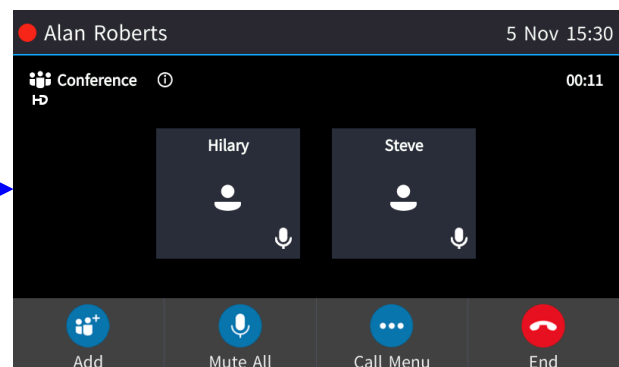 Alan Roberts 5 Nov 15:30
Conference 00:11
HD
Hilary Steve
Add Mute All Call Menu End